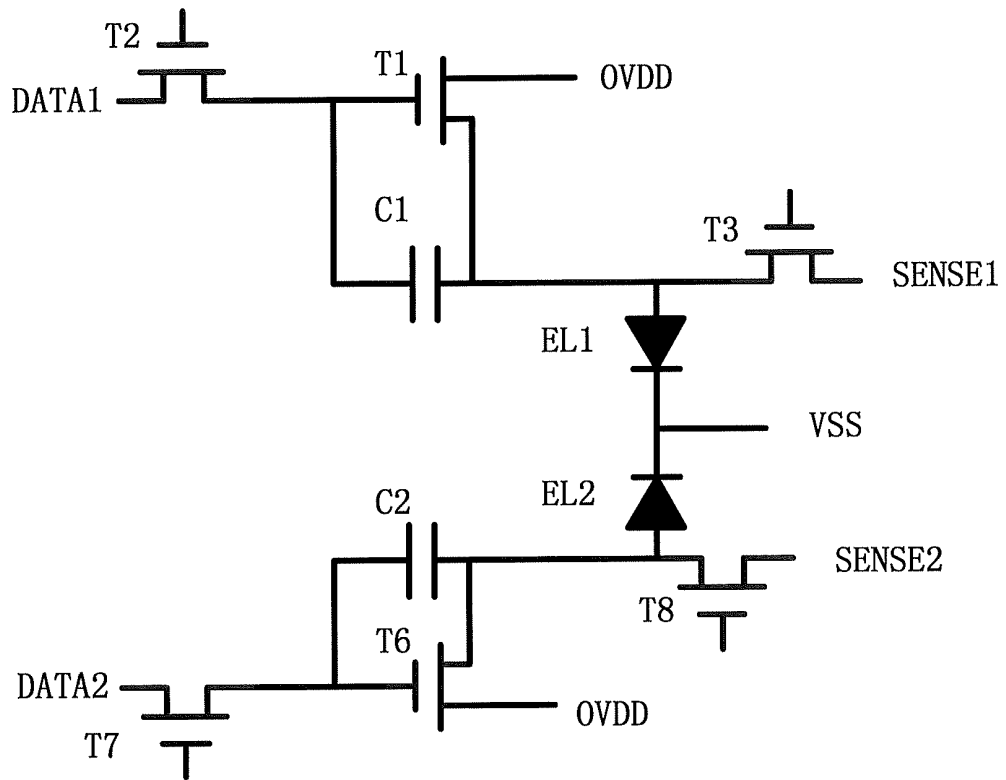 T2
T1
OVDD
DATA1
C1
T3
SENSE1
EL1
VSS
EL2
C2
SENSE2
T8
T6
DATA2
OVDD
T7